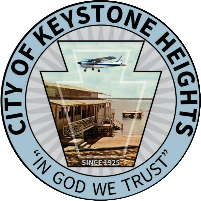 CITY OF KEYSTONE HEIGHTS
SINCE 1925
"IN GOD WE TRUST"